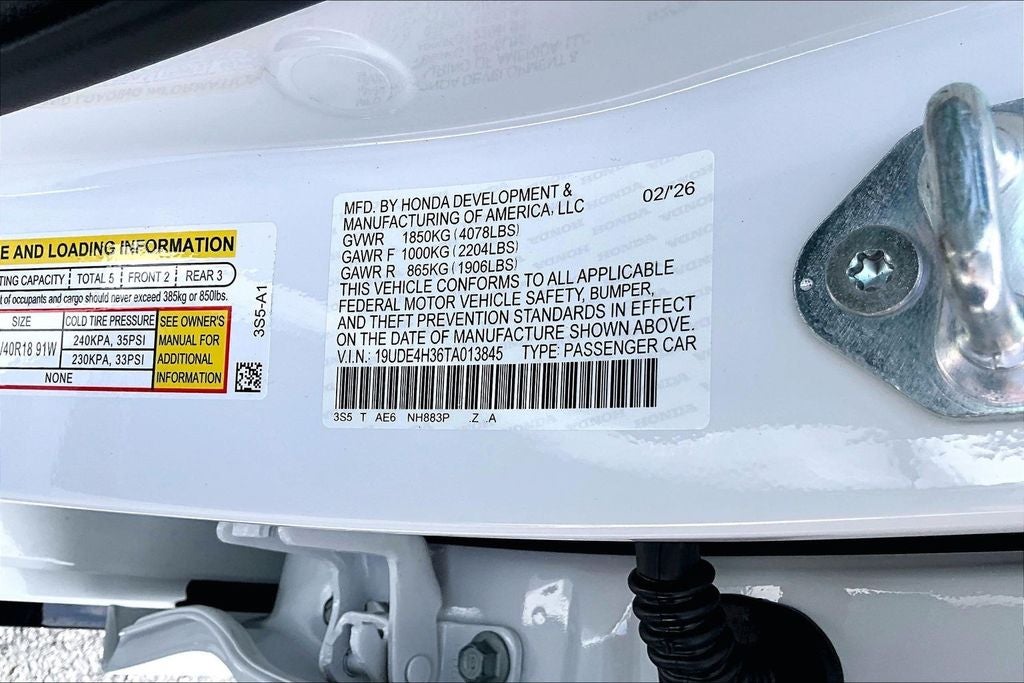 E AND LOADING INFORMATION
TING CAPACITY TOTAL 5 FRONT 2 REAR 3
t of occupants and cargo should never exceed 385kg or 850lbs.
SIZE COLD TIRE PRESSURE SEE OWNER'S
MANUAL FOR
ADDITIONAL
INFORMATION
/40R18 91W 240KPA, 35PSI
230KPA, 33PSI
NONE
3S5-A1
MFD. BY HONDA DEVELOPMENT & 02/'26
MANUFACTURING OF AMERICA, LLC
GVWR 1850KG (4078LBS)
GAWR F 1000KG (2204LBS)
GAWR R 865KG (1906LBS)
THIS VEHICLE CONFORMS TO ALL APPLICABLE
FEDERAL MOTOR VEHICLE SAFETY, BUMPER,
AND THEFT PREVENTION STANDARDS IN EFFECT
ON THE DATE OF MANUFACTURE SHOWN ABOVE.
V.I.N.: 19UDE4H36TA013845 TYPE: PASSENGER CAR
3S5 T AE6 NH883P .Z .A